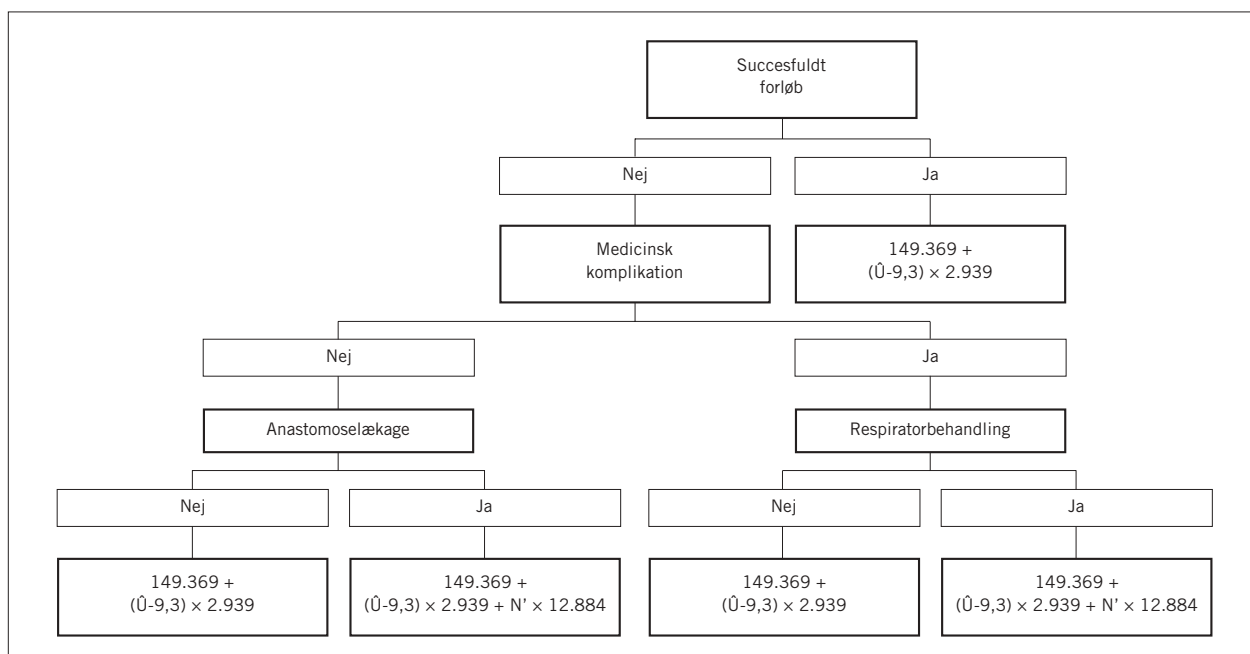 Succesfuldt
forløb
Nej
Ja
Medicinsk
komplikation
149.369 +
(Û-9,3) × 2.939
Nej
Ja
Anastomoselækage
Respiratorbehandling
Nej
Ja
Nej
Ja
149.369 +
(Û-9,3) × 2.939
149.369 +
(Û-9,3) × 2.939 + N' × 12.884
149.369 +
(Û-9,3) × 2.939
149.369 +
(Û-9,3) × 2.939 + N' × 12.884